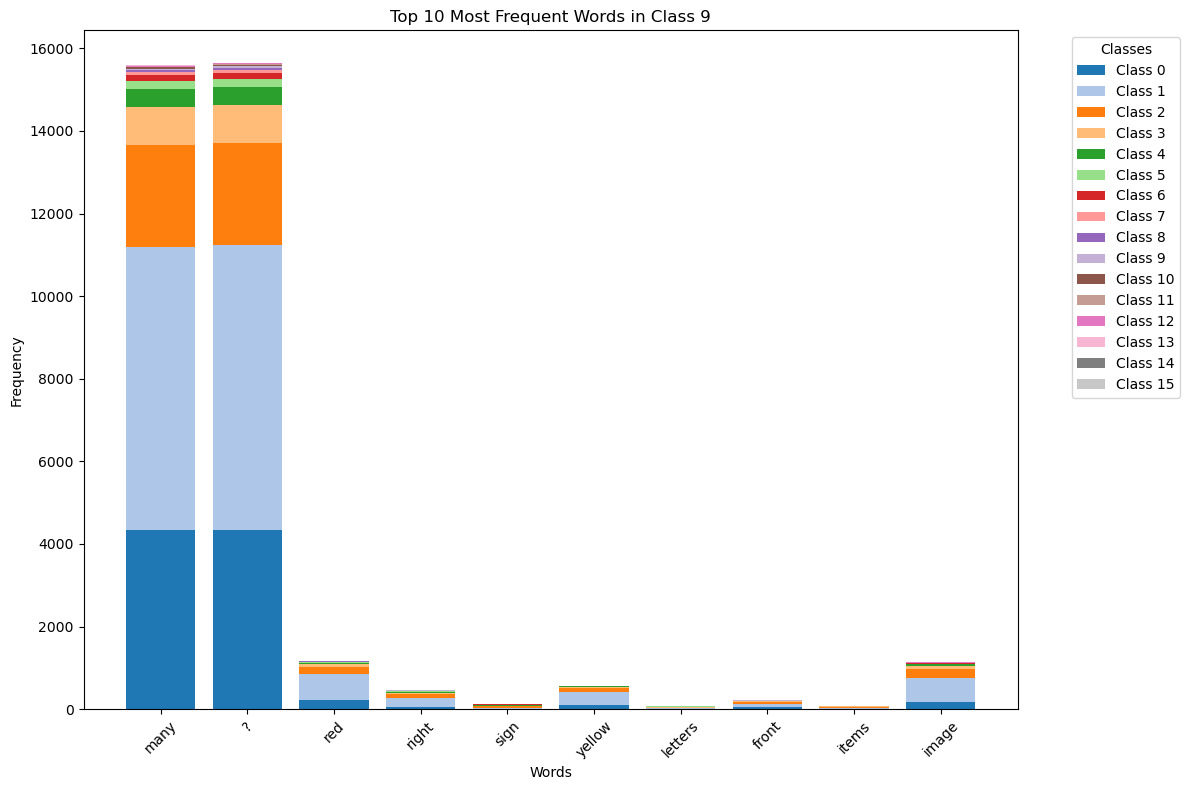 Top 10 Most Frequent Words in Class 9
Frequency
16000
14000
12000
10000
8000
6000
4000
2000
0
many
?
red
right
sign
yellow
letters
front
items
image
Words
Classes
Class 0
Class 1
Class 2
Class 3
Class 4
Class 5
Class 6
Class 7
Class 8
Class 9
Class 10
Class 11
Class 12
Class 13
Class 14
Class 15